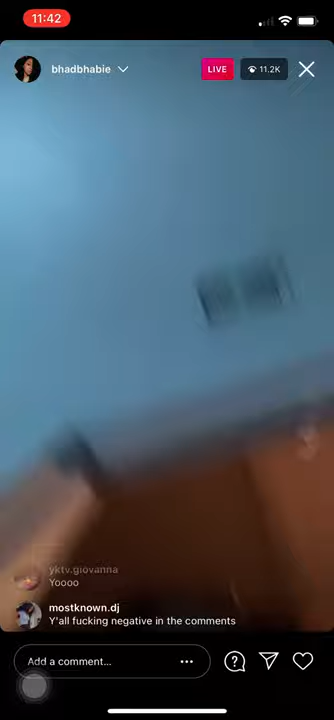 11:42
bhadbhabie
LIVE
11.2K
yktv.giovanna
Yoooo
mostknown.dj
Y'all fucking negative in the comments
Add a comment...